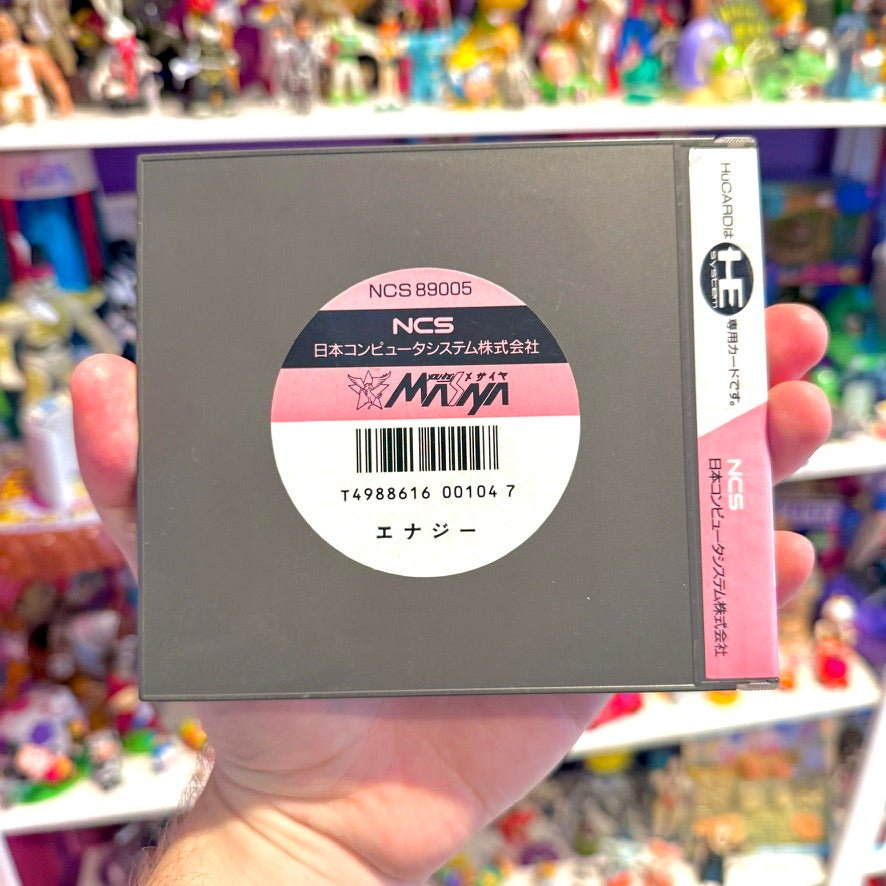 NCS 89005
NCS
日本コンピュータシステム株式会社
MASAYA メサイヤ
T4988616 00104 7
エナジー
HuCARDは
HE
system
専用カードです。
NCS
日本コンピュータシステム株式会社